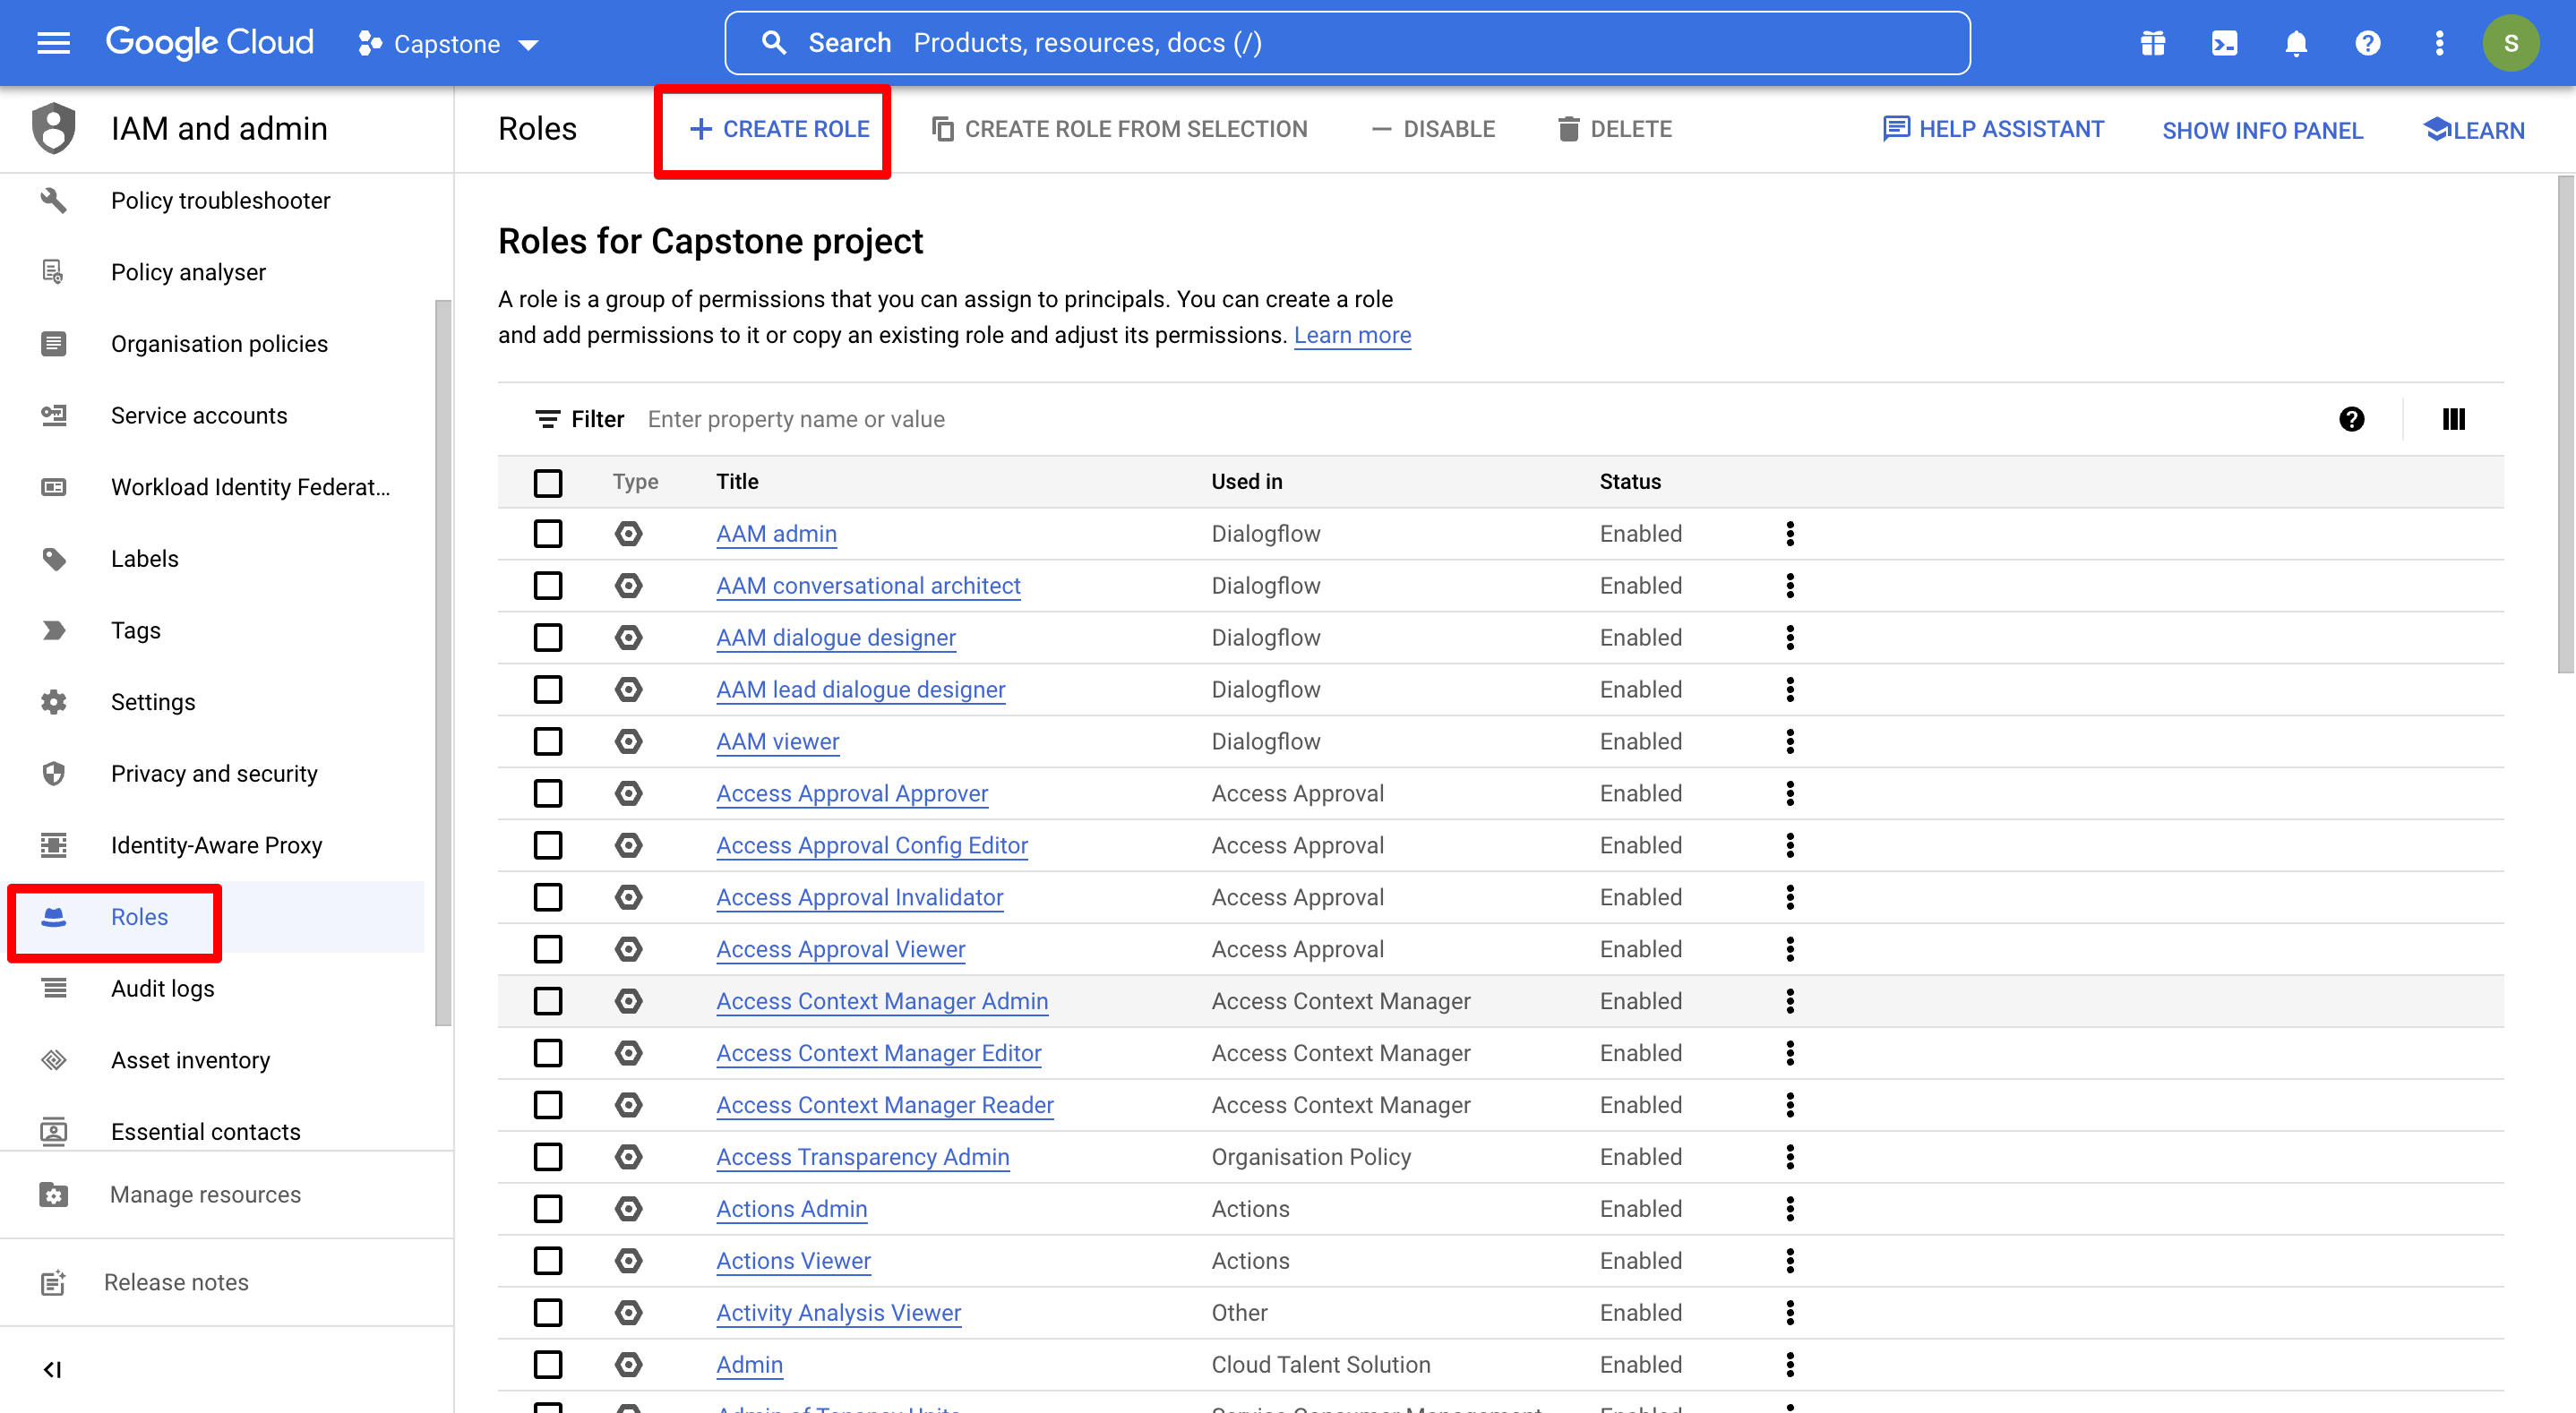 Google Cloud
Capstone
Search Products, resources, docs (/)
S
IAM and admin
Roles
CREATE ROLE
CREATE ROLE FROM SELECTION
DISABLE
DELETE
HELP ASSISTANT
SHOW INFO PANEL
LEARN
Policy troubleshooter
Policy analyser
Organisation policies
Service accounts
Workload Identity Federat...
Labels
Tags
Settings
Privacy and security
Identity-Aware Proxy
Roles
Audit logs
Asset inventory
Essential contacts
Manage resources
Release notes
Roles for Capstone project
A role is a group of permissions that you can assign to principals. You can create a role
and add permissions to it or copy an existing role and adjust its permissions. Learn more
Filter Enter property name or value
Type Title Used in Status
AAM admin Dialogflow Enabled
AAM conversational architect Dialogflow Enabled
AAM dialogue designer Dialogflow Enabled
AAM lead dialogue designer Dialogflow Enabled
AAM viewer Dialogflow Enabled
Access Approval Approver Access Approval Enabled
Access Approval Config Editor Access Approval Enabled
Access Approval Invalidator Access Approval Enabled
Access Approval Viewer Access Approval Enabled
Access Context Manager Admin Access Context Manager Enabled
Access Context Manager Editor Access Context Manager Enabled
Access Context Manager Reader Access Context Manager Enabled
Access Transparency Admin Organisation Policy Enabled
Actions Admin Actions Enabled
Actions Viewer Actions Enabled
Activity Analysis Viewer Other Enabled
Admin Cloud Talent Solution Enabled